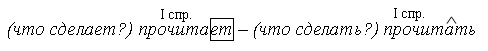 I спр. I спр.
(что сделает?) прочитает – (что сделать?) прочитать